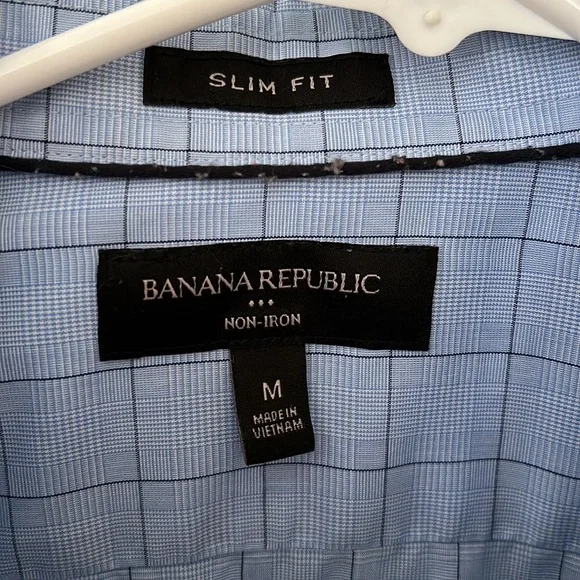 SLIM FIT
BANANA REPUBLIC
NON-IRON
M
MADE IN
VIETNAM